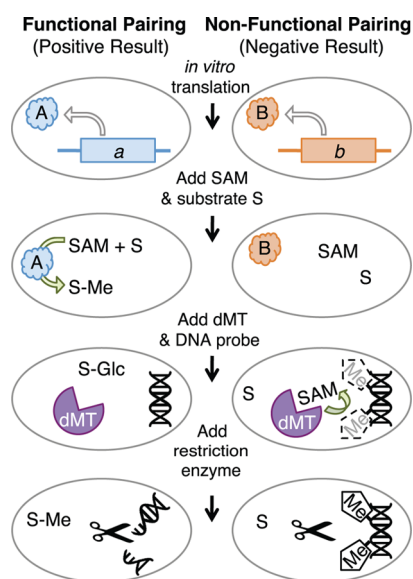 Functional Pairing
(Positive Result)
Non-Functional Pairing
(Negative Result)
in vitro
translation
A
a
B
b
Add SAM
& substrate S
A
SAM + S
S-Me
B
SAM
S
Add dMT
& DNA probe
S-Glc
dMT
S
SAM
dMT
Me
Me
Add
restriction
enzyme
S-Me
S
Me
Me